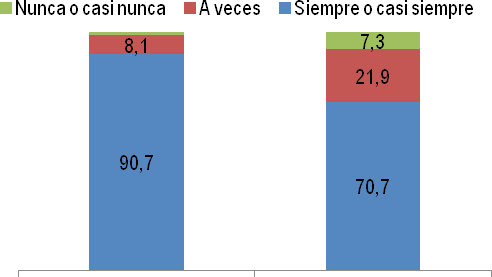 Nunca o casi nunca A veces Siempre o casi siempre
8,1 7,3
21,9
90,7
70,7